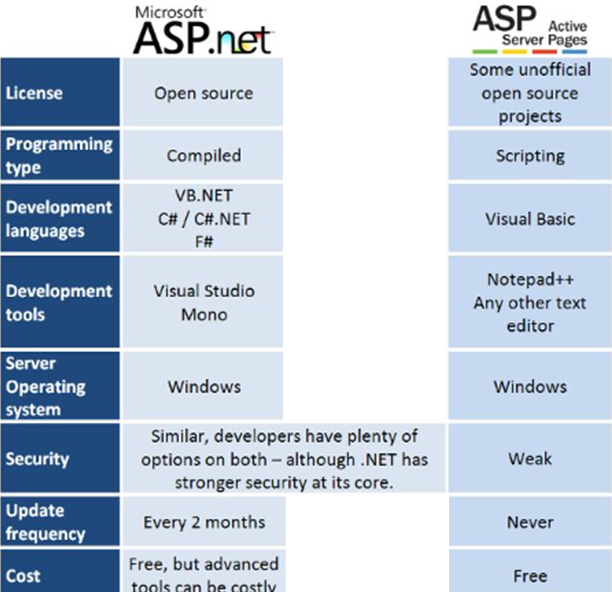 Microsoft
ASP.net
ASP Active
Server Pages
License
Open source
Some unofficial
open source
projects
Programming
type
Compiled
Scripting
Development
languages
VB.NET
C# / C#.NET
F#
Visual Basic
Development
tools
Visual Studio
Mono
Notepad++
Any other text
editor
Server
Operating
system
Windows
Windows
Security
Similar, developers have plenty of
options on both – although .NET has
stronger security at its core.
Weak
Update
frequency
Every 2 months
Never
Cost
Free, but advanced
tools can be costly
Free